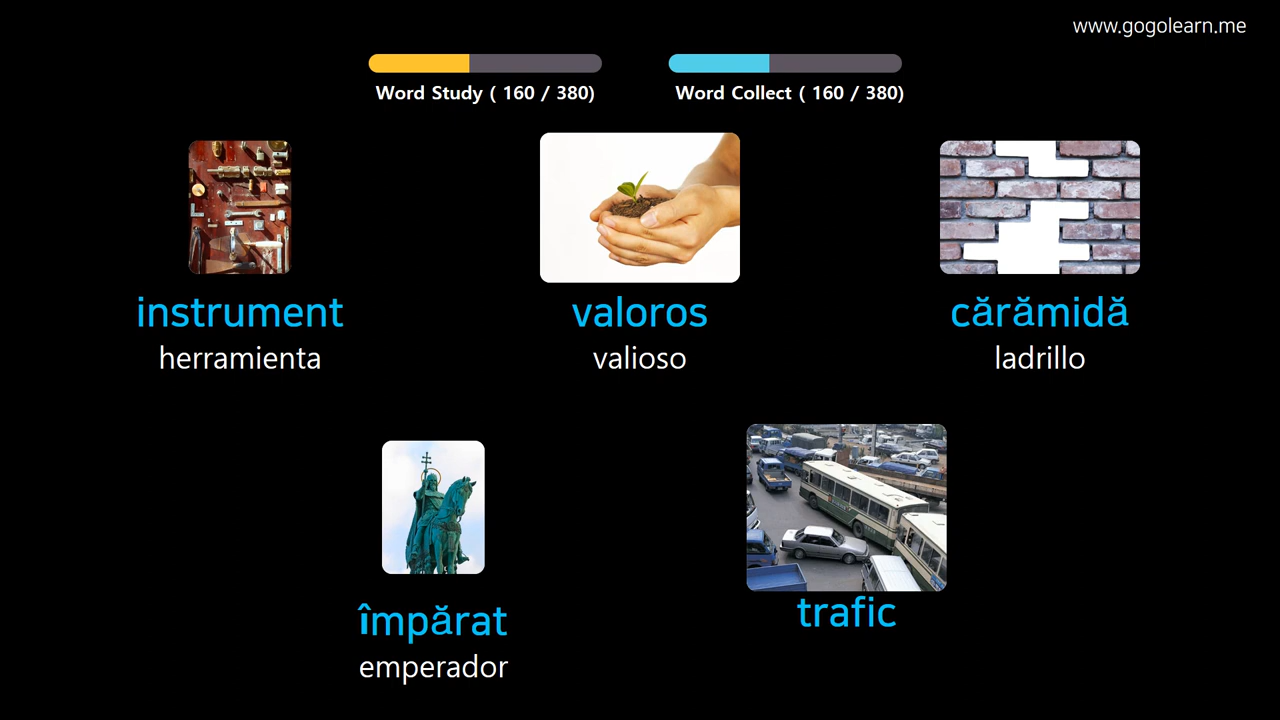 www.gogolearn.me
Word Study ( 160 / 380)
Word Collect ( 160 / 380)
instrument
herramienta
valoros
valioso
cărămidă
ladrillo
împărat
emperador
trafic